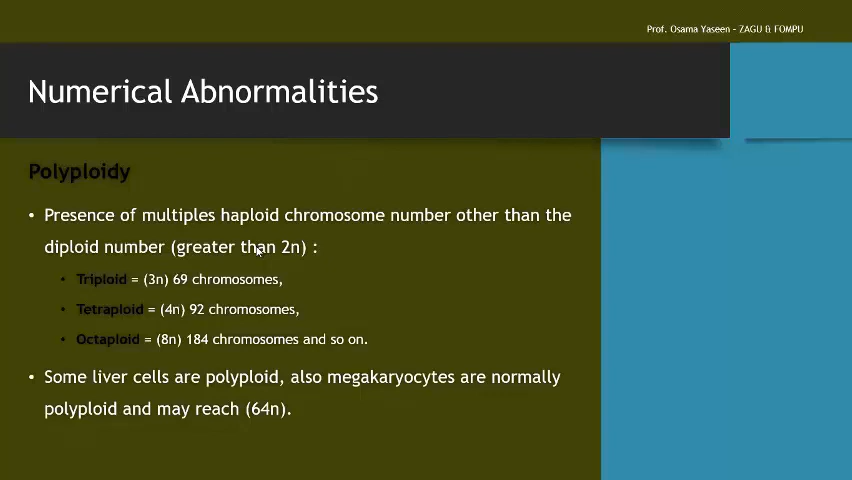 Prof. Osama Yaseen – ZAGU & FOMPU
Numerical Abnormalities
Polyploidy
• Presence of multiples haploid chromosome number other than the
diploid number (greater than 2n) :
• Triploid = (3n) 69 chromosomes,
• Tetraploid = (4n) 92 chromosomes,
• Octaploid = (8n) 184 chromosomes and so on.
• Some liver cells are polyploid, also megakaryocytes are normally
polyploid and may reach (64n).